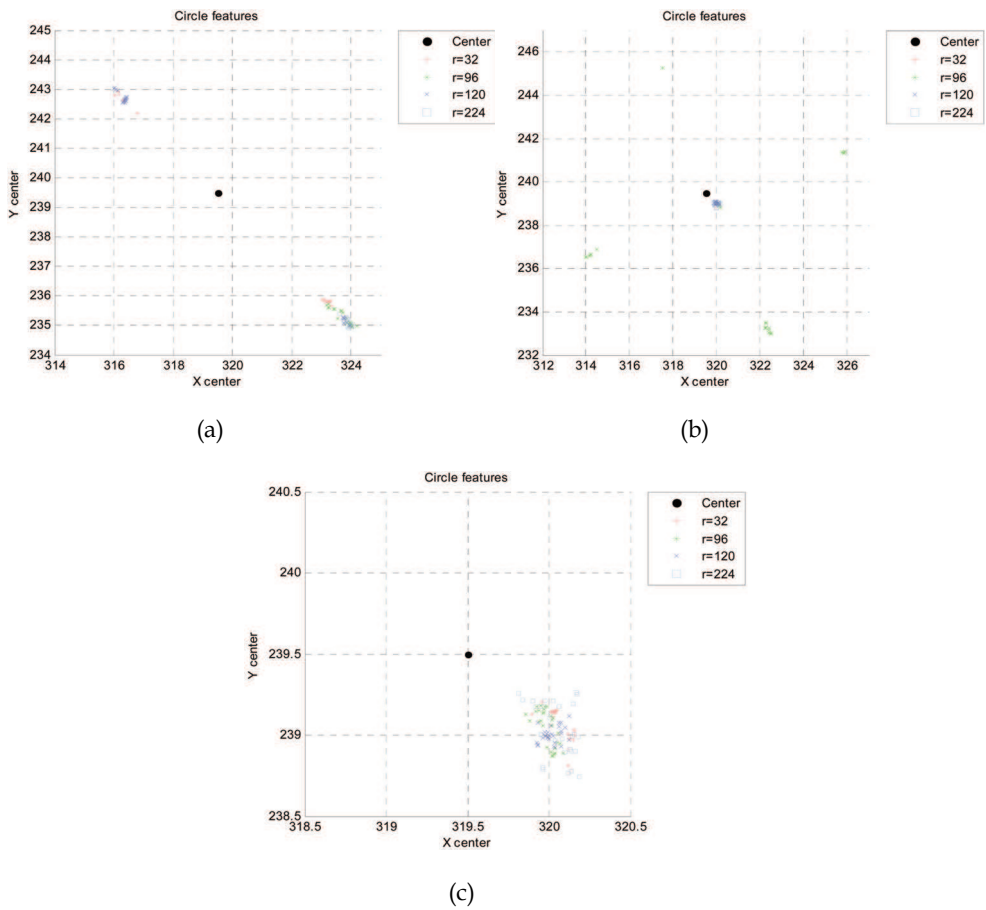 Circle features
245
244
243
242
241
240
239
238
237
236
235
234
314
316
318
320
322
324
Y center
X center
Center
r=32
r=96
r=120
r=224
(a)
Circle features
246
244
242
240
238
236
234
232
312
314
316
318
320
322
324
326
Y center
X center
Center
r=32
r=96
r=120
r=224
(b)
Circle features
240.5
240
239.5
239
238.5
318.5
319
319.5
320
320.5
Y center
X center
Center
r=32
r=96
r=120
r=224
(c)